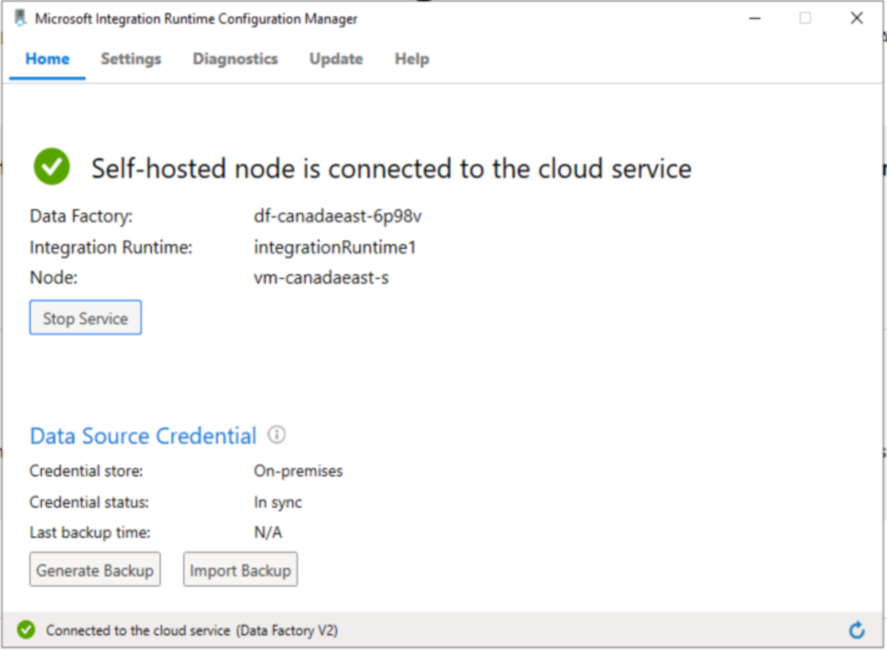 Microsoft Integration Runtime Configuration Manager
Home Settings Diagnostics Update Help
Self-hosted node is connected to the cloud service
Data Factory: df-canadaeast-6p98v
Integration Runtime: integrationRuntime1
Node: vm-canadaeast-s
Stop Service
Data Source Credential
Credential store: On-premises
Credential status: In sync
Last backup time: N/A
Generate Backup Import Backup
Connected to the cloud service (Data Factory V2)